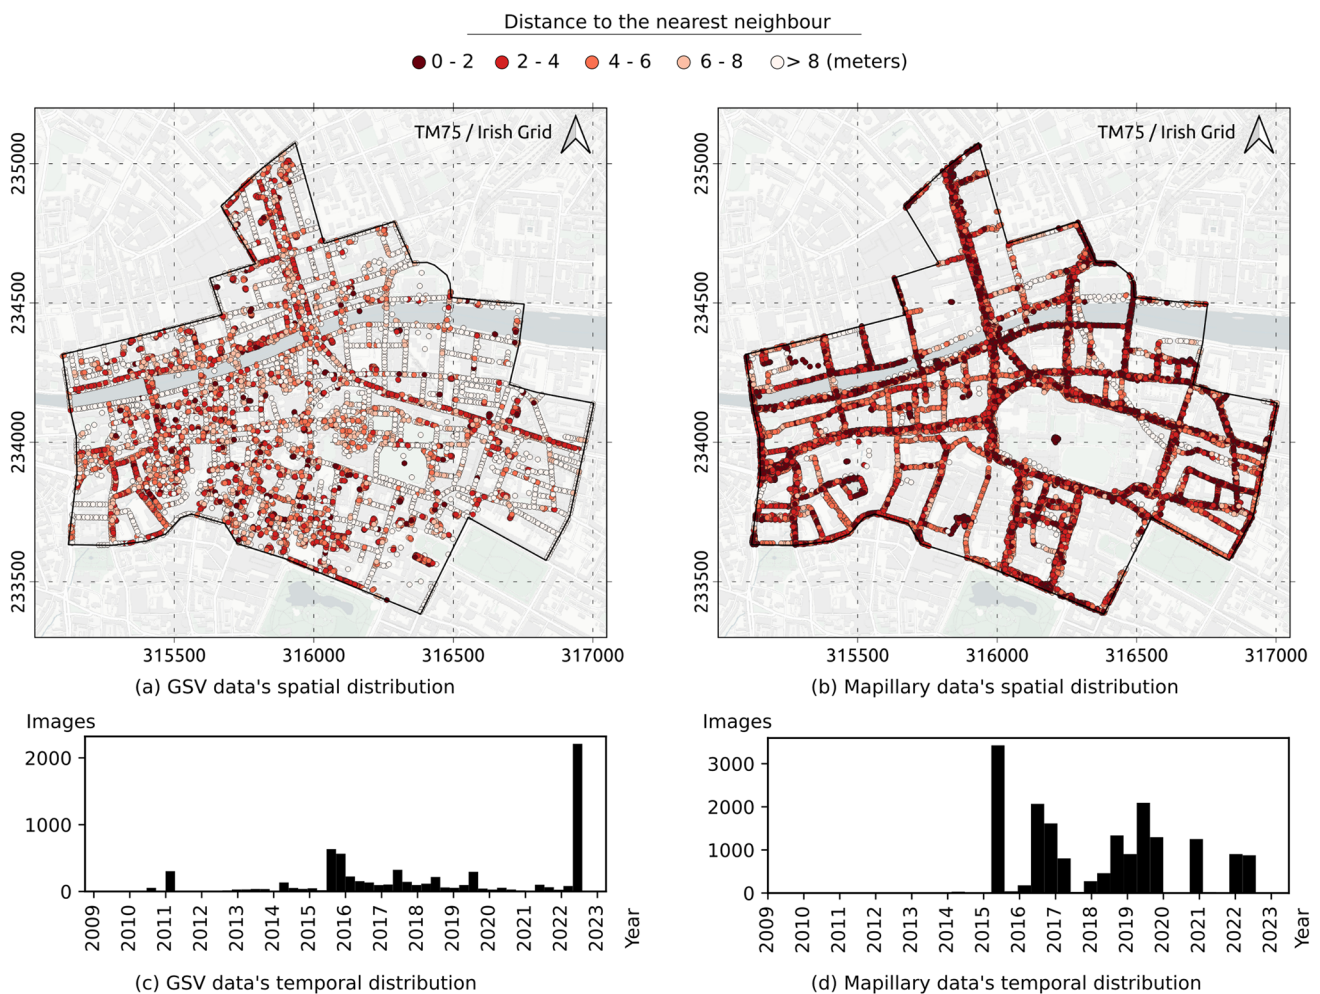 Distance to the nearest neighbour
0 - 2 2 - 4 4 - 6 6 - 8 > 8 (meters)
TM75 / Irish Grid
235000
234500
234000
233500
315500 316000 316500 317000
(a) GSV data's spatial distribution
TM75 / Irish Grid
235000
234500
234000
233500
315500 316000 316500 317000
(b) Mapillary data's spatial distribution
Images
2000
1000
0
2009 2010 2011 2012 2013 2014 2015 2016 2017 2018 2019 2020 2021 2022 2023 Year
(c) GSV data's temporal distribution
Images
3000
2000
1000
0
2009 2010 2011 2012 2013 2014 2015 2016 2017 2018 2019 2020 2021 2022 2023 Year
(d) Mapillary data's temporal distribution